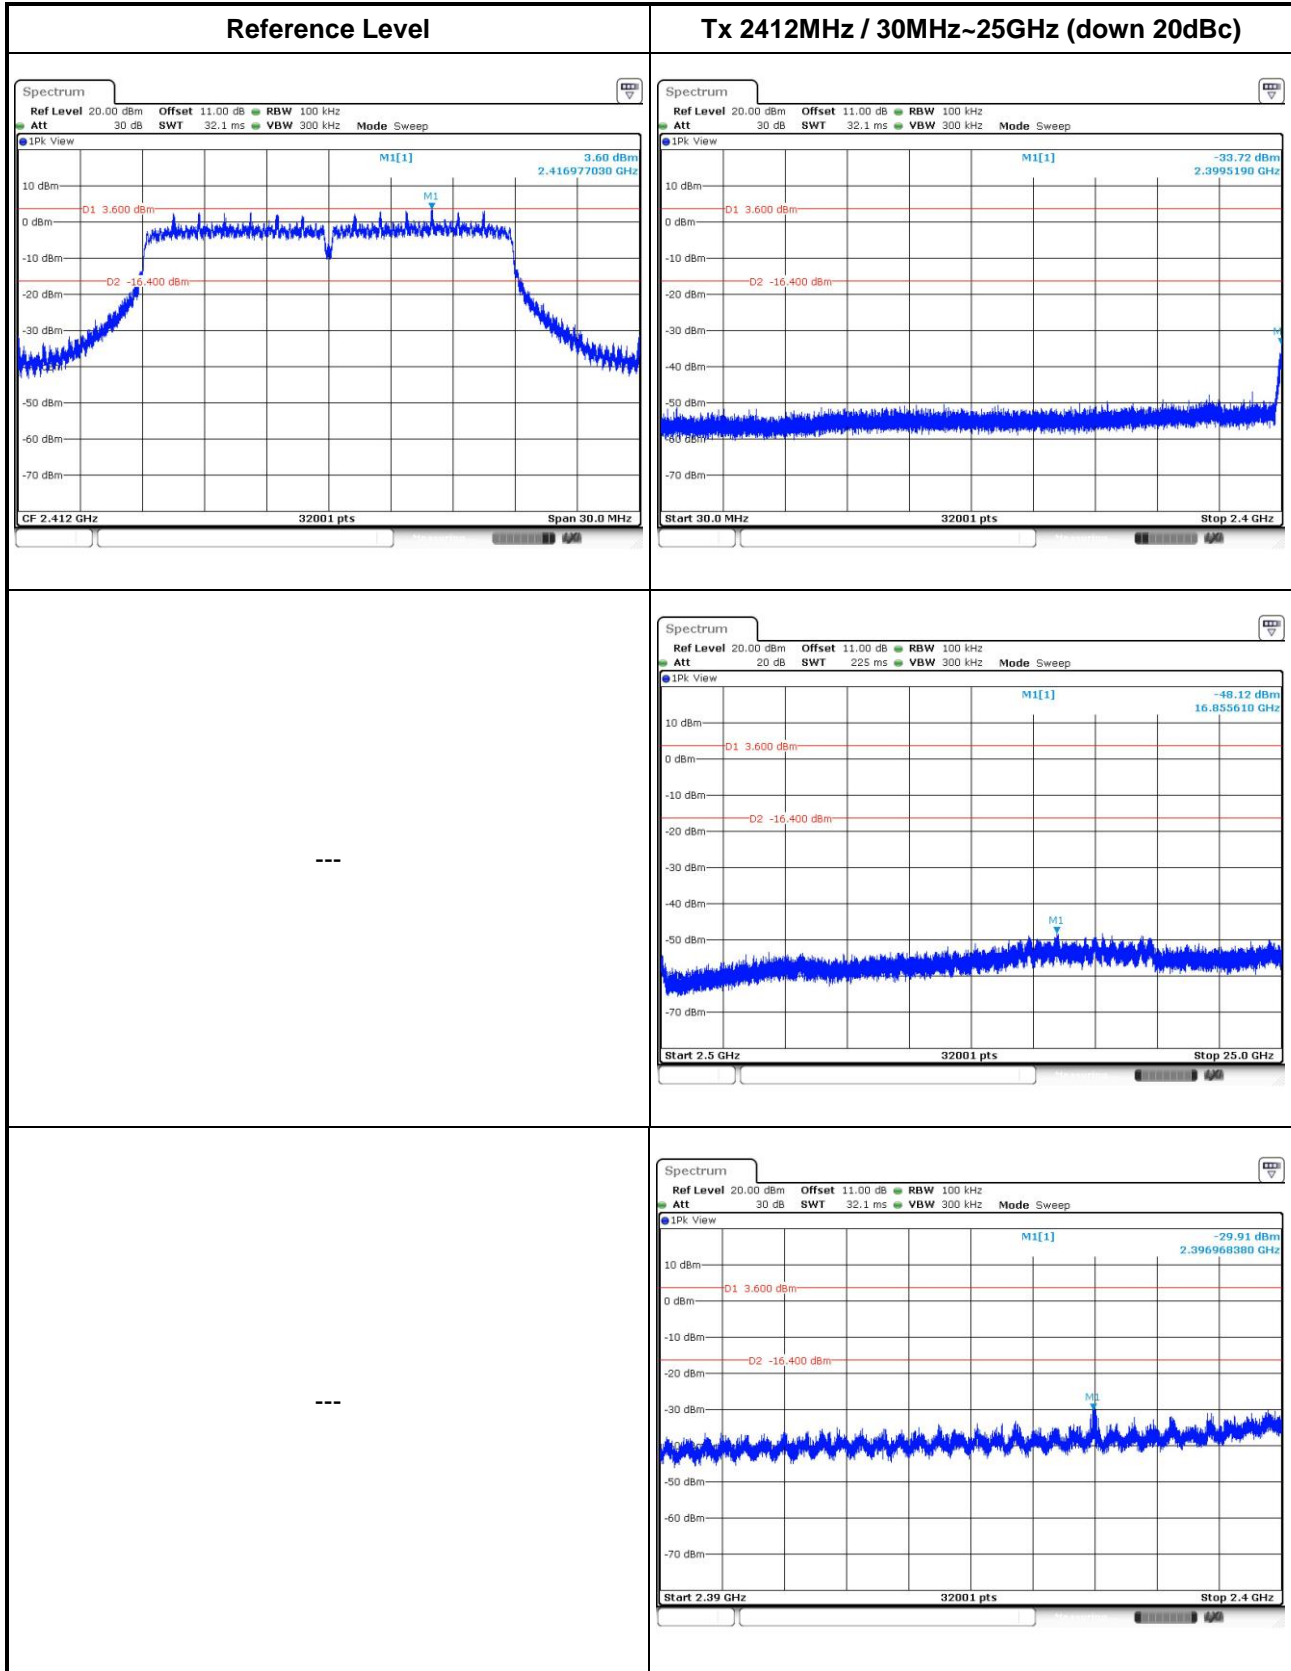 Reference Level
Tx 2412MHz / 30MHz~25GHz (down 20dBc)
Spectrum
Ref Level 20.00 dBm Offset 11.00 dB RBW 100 kHz
Att 30 dB SWT 32.1 ms VBW 300 kHz Mode Sweep
1Pk View
M1[1] 3.60 dBm
2.416977030 GHz
10 dBm
M1
D1 3.600 dBm
0 dBm
-10 dBm
D2 -16.400 dBm
-20 dBm
-30 dBm
-40 dBm
-50 dBm
-60 dBm
-70 dBm
CF 2.412 GHz 32001 pts Span 30.0 MHz
Spectrum
Ref Level 20.00 dBm Offset 11.00 dB RBW 100 kHz
Att 30 dB SWT 32.1 ms VBW 300 kHz Mode Sweep
1Pk View
M1[1] -33.72 dBm
2.3995190 GHz
10 dBm
D1 3.600 dBm
0 dBm
-10 dBm
D2 -16.400 dBm
-20 dBm
-30 dBm
-40 dBm
-50 dBm
-60 dBm
-70 dBm
Start 30.0 MHz 32001 pts Stop 2.4 GHz
---
Spectrum
Ref Level 20.00 dBm Offset 11.00 dB RBW 100 kHz
Att 20 dB SWT 225 ms VBW 300 kHz Mode Sweep
1Pk View
M1[1] -48.12 dBm
16.855610 GHz
10 dBm
D1 3.600 dBm
0 dBm
-10 dBm
D2 -16.400 dBm
-20 dBm
-30 dBm
-40 dBm
M1
-50 dBm
-70 dBm
Start 2.5 GHz 32001 pts Stop 25.0 GHz
---
Spectrum
Ref Level 20.00 dBm Offset 11.00 dB RBW 100 kHz
Att 30 dB SWT 32.1 ms VBW 300 kHz Mode Sweep
1Pk View
M1[1] -29.91 dBm
2.396968380 GHz
10 dBm
D1 3.600 dBm
0 dBm
-10 dBm
D2 -16.400 dBm
-20 dBm
M1
-30 dBm
-50 dBm
-60 dBm
-70 dBm
Start 2.39 GHz 32001 pts Stop 2.4 GHz